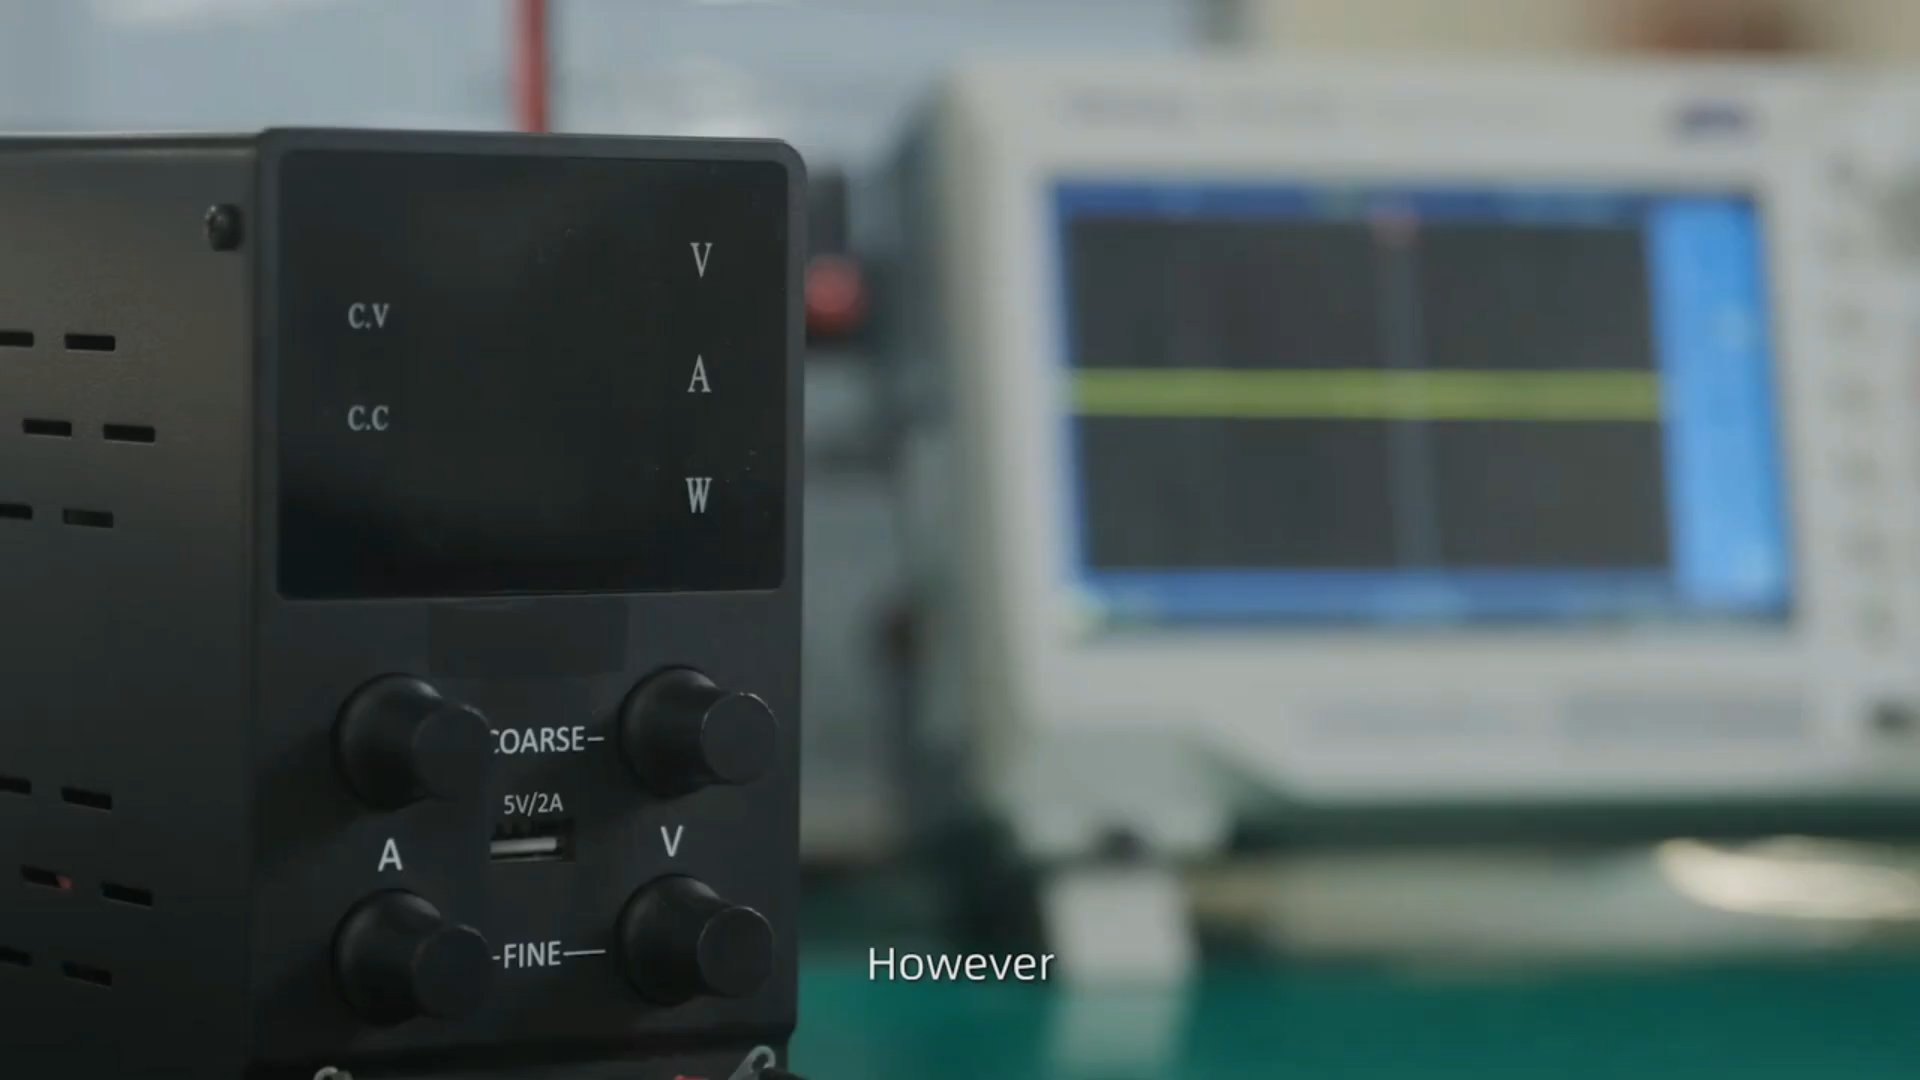 V
C.V
A
C.C
W
COARSE
5V/2A
A
V
FINE
However